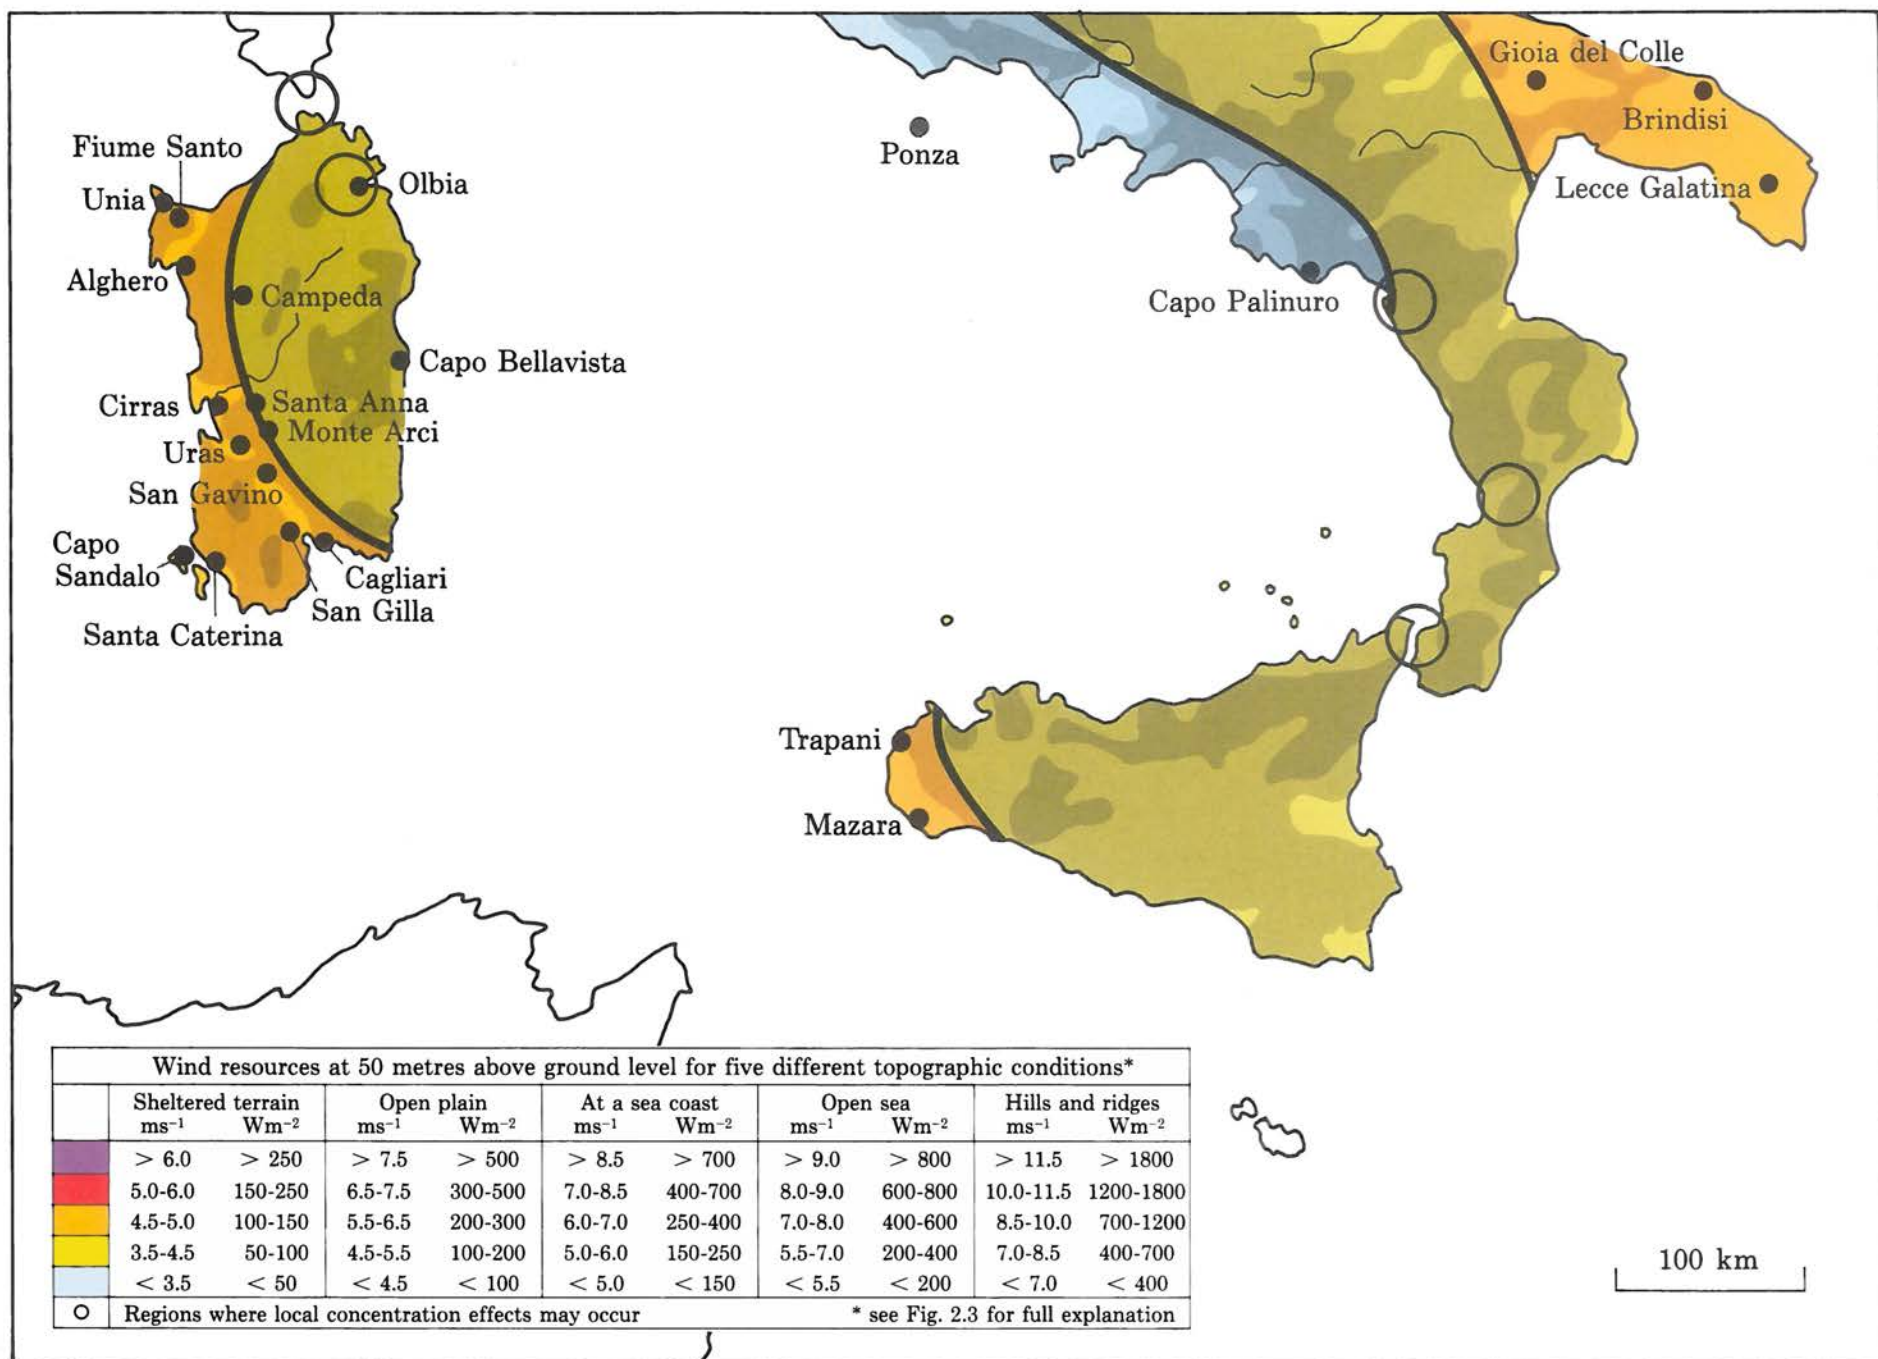 Gioia del Colle
Brindisi
Lecce Galatina
Fiume Santo
Ponza
Unia
Olbia
Alghero
Campeda
Capo Palinuro
Capo Bellavista
Cirras
Santa Anna
Monte Arci
Uras
San Gavino
Capo
Sandalo
Cagliari
San Gilla
Santa Caterina
Trapani
Mazara
Wind resources at 50 metres above ground level for five different topographic conditions*
Sheltered terrain Open plain At a sea coast Open sea Hills and ridges
ms⁻¹ Wm⁻² ms⁻¹ Wm⁻² ms⁻¹ Wm⁻² ms⁻¹ Wm⁻² ms⁻¹ Wm⁻²
> 6.0 > 250 > 7.5 > 500 > 8.5 > 700 > 9.0 > 800 > 11.5 > 1800
5.0-6.0 150-250 6.5-7.5 300-500 7.0-8.5 400-700 8.0-9.0 600-800 10.0-11.5 1200-1800
4.5-5.0 100-150 5.5-6.5 200-300 6.0-7.0 250-400 7.0-8.0 400-600 8.5-10.0 700-1200
3.5-4.5 50-100 4.5-5.5 100-200 5.0-6.0 150-250 5.5-7.0 200-400 7.0-8.5 400-700
< 3.5 < 50 < 4.5 < 100 < 5.0 < 150 < 5.5 < 200 < 7.0 < 400
Regions where local concentration effects may occur * see Fig. 2.3 for full explanation
100 km